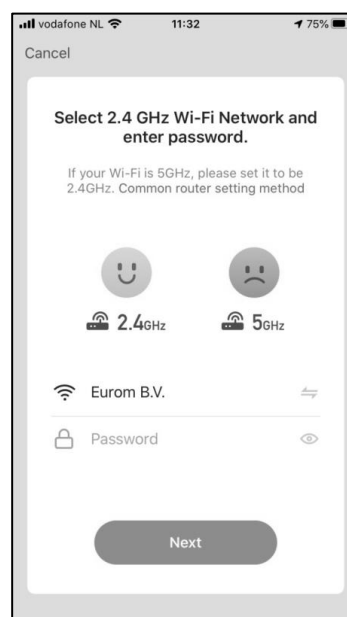 vodafone NL 11:32 75%
Cancel
Select 2.4 GHz Wi-Fi Network and
enter password.
If your Wi-Fi is 5GHz, please set it to be
2.4GHz. Common router setting method
2.4GHz 5GHz
Eurom B.V.
Password
Next